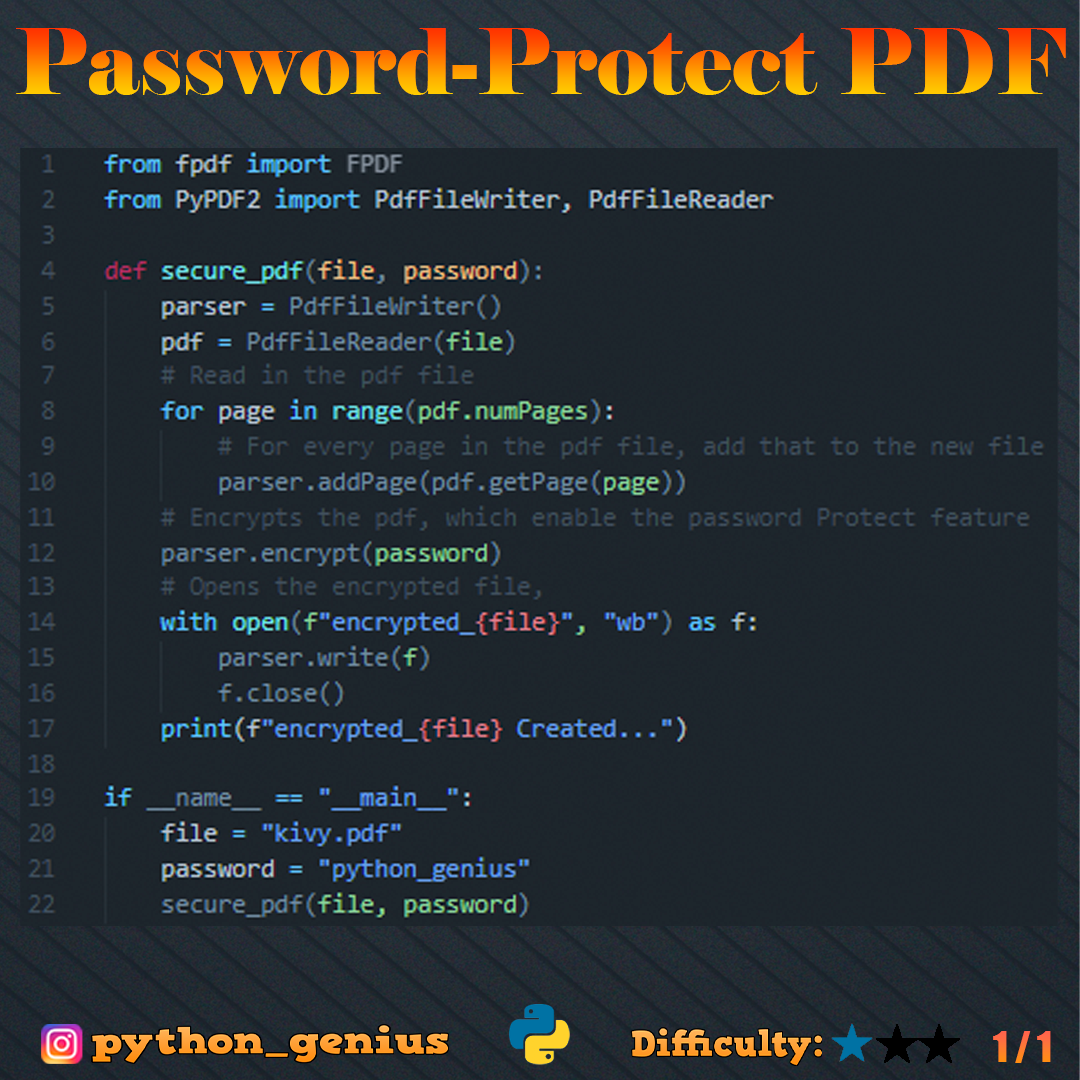 Password-Protect PDF
1 from fpdf import FPDF
2 from PyPDF2 import PdfFileWriter, PdfFileReader
3
4 def secure_pdf(file, password):
5     parser = PdfFileWriter()
6     pdf = PdfFileReader(file)
7     # Read in the pdf file
8     for page in range(pdf.numPages):
9         # For every page in the pdf file, add that to the new file
10         parser.addPage(pdf.getPage(page))
11     # Encrypts the pdf, which enable the password Protect feature
12     parser.encrypt(password)
13     # Opens the encrypted file,
14     with open(f"encrypted_{file}", "wb") as f:
15         parser.write(f)
16         f.close()
17     print(f"encrypted_{file} Created...")
18
19 if __name__ == "__main__":
20     file = "kivy.pdf"
21     password = "python_genius"
22     secure_pdf(file, password)
python_genius Difficulty: 1/1